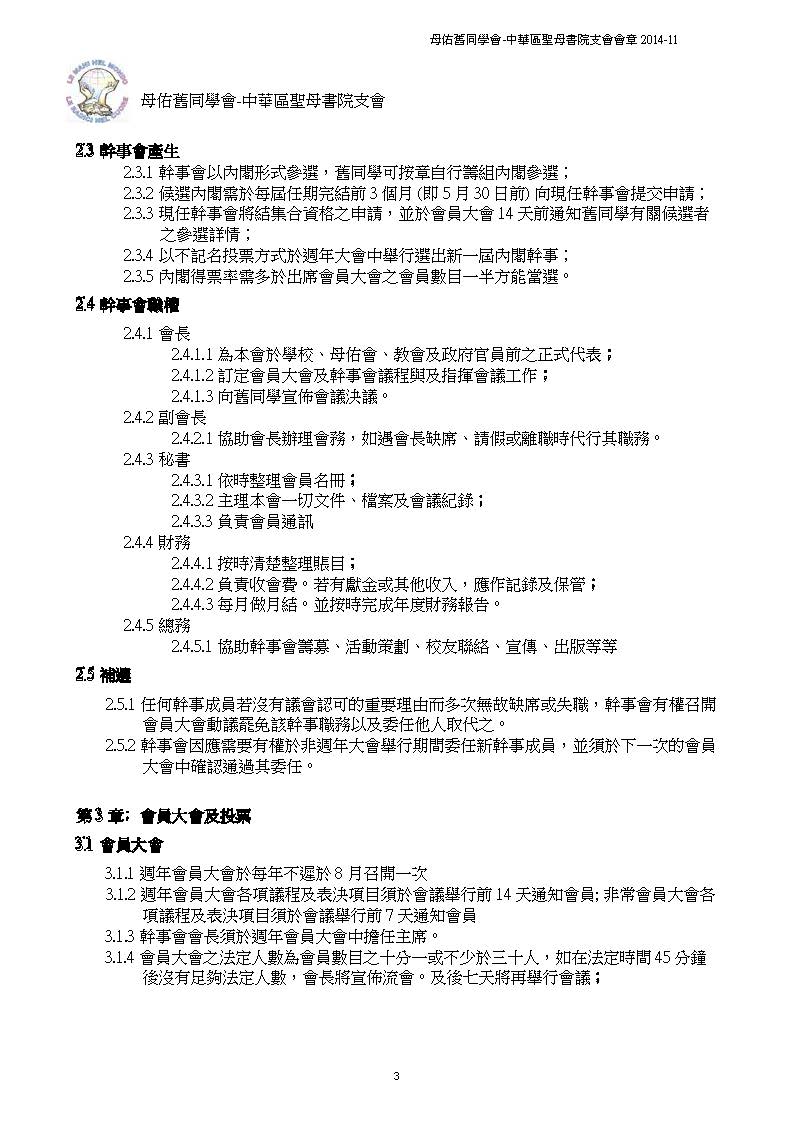 母佑舊同學會-中華區聖母書院支會會章 2014-11
LE MANI NEL MONDO
LE RADICI NEL CUORE
母佑舊同學會-中華區聖母書院支會
2.3 幹事會產生
2.3.1 幹事會以內閣形式參選，舊同學可按章自行籌組內閣參選；
2.3.2 候選內閣需於每屆任期完結前 3 個月 (即 5 月 30 日前) 向現任幹事會提交申請；
2.3.3 現任幹事會將結集合資格之申請，並於會員大會 14 天前通知舊同學有關候選者
之參選詳情；
2.3.4 以不記名投票方式於週年大會中舉行選出新一屆內閣幹事；
2.3.5 內閣得票率需多於出席會員大會之會員數目一半方能當選。
2.4 幹事會職權
2.4.1 會長
2.4.1.1 為本會於學校、母佑會、教會及政府官員前之正式代表；
2.4.1.2 訂定會員大會及幹事會議程與及指揮會議工作；
2.4.1.3 向舊同學宣佈會議決議。
2.4.2 副會長
2.4.2.1 協助會長辦理會務，如遇會長缺席、請假或離職時代行其職務。
2.4.3 秘書
2.4.3.1 依時整理會員名冊；
2.4.3.2 主理本會一切文件、檔案及會議紀錄；
2.4.3.3 負責會員通訊
2.4.4 財務
2.4.4.1 按時清楚整理賬目；
2.4.4.2 負責收會費。若有獻金或其他收入，應作記錄及保管；
2.4.4.3 每月做月結。並按時完成年度財務報告。
2.4.5 總務
2.4.5.1 協助幹事會籌募、活動策劃、校友聯絡、宣傳、出版等等
2.5 補選
2.5.1 任何幹事成員若沒有議會認可的重要理由而多次無故缺席或失職，幹事會有權召開
會員大會動議罷免該幹事職務以及委任他人取代之。
2.5.2 幹事會因應需要有權於非週年大會舉行期間委任新幹事成員，並須於下一次的會員
大會中確認通過其委任。
第 3 章: 會員大會及投票
3.1 會員大會
3.1.1 週年會員大會於每年不遲於 8 月召開一次
3.1.2 週年會員大會各項議程及表決項目須於會議舉行前 14 天通知會員; 非常會員大會各
項議程及表決項目須於會議舉行前 7 天通知會員
3.1.3 幹事會會長須於週年會員大會中擔任主席。
3.1.4 會員大會之法定人數為會員數目之十分一或不少於三十人，如在法定時間 45 分鐘
後沒有足夠法定人數，會長將宣佈流會。及後七天將再舉行會議；
3